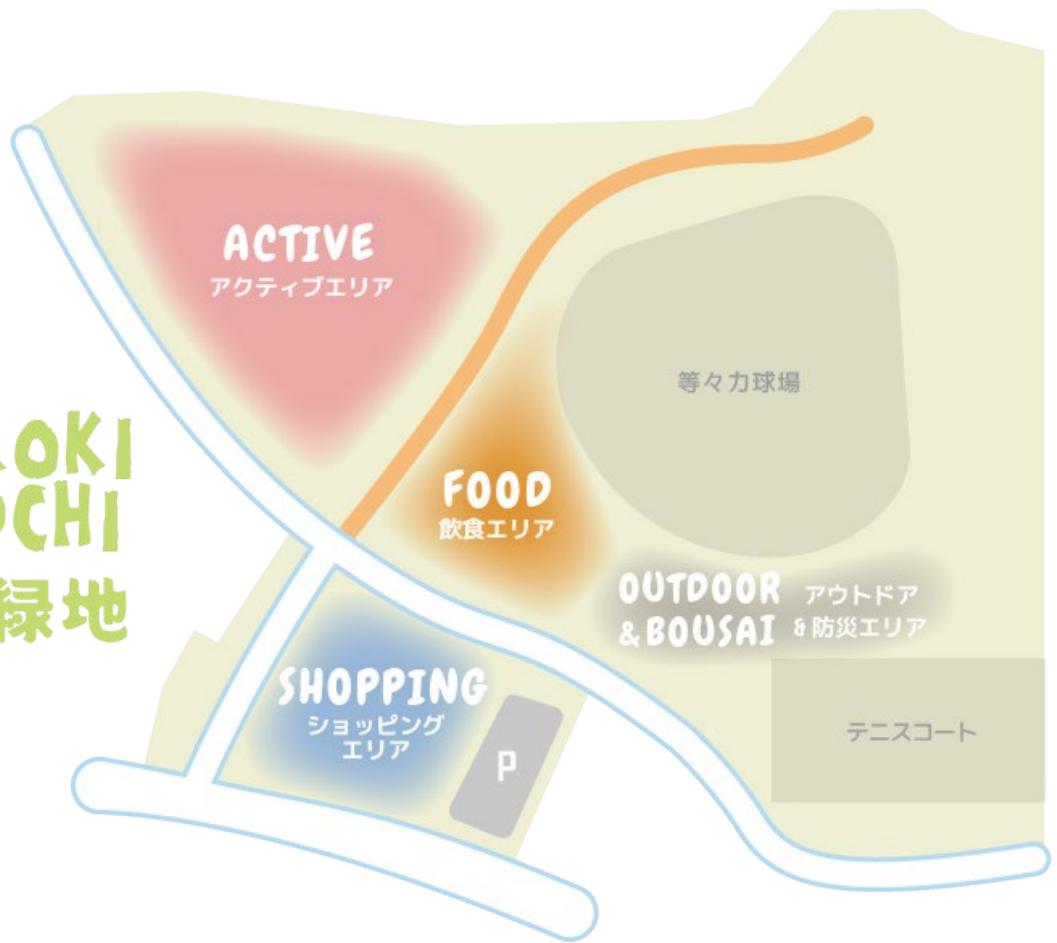 ACTIVE
アクティブエリア
等々力球場
OKI
OCHI
緑地
FOOD
飲食エリア
OUTDOOR
& BOUSAI
アウトドア
&防災エリア
SHOPPING
ショッピング
エリア
P
テニスコート